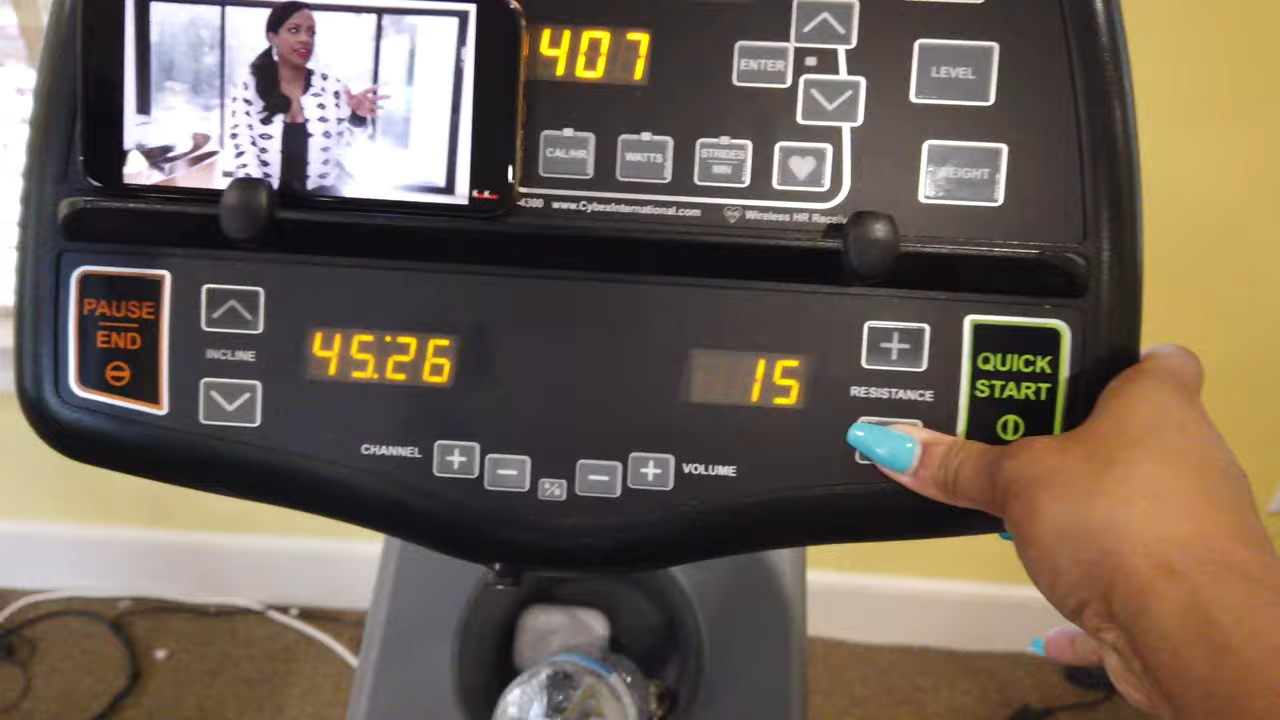 407
ENTER
LEVEL
CAL/HR
WATTS
STRIDES
MIN
WEIGHT
-4300 www.CybexInternational.com
Wireless HR Receiv
PAUSE
END
INCLINE
45:26
15
RESISTANCE
QUICK
START
CHANNEL
VOLUME